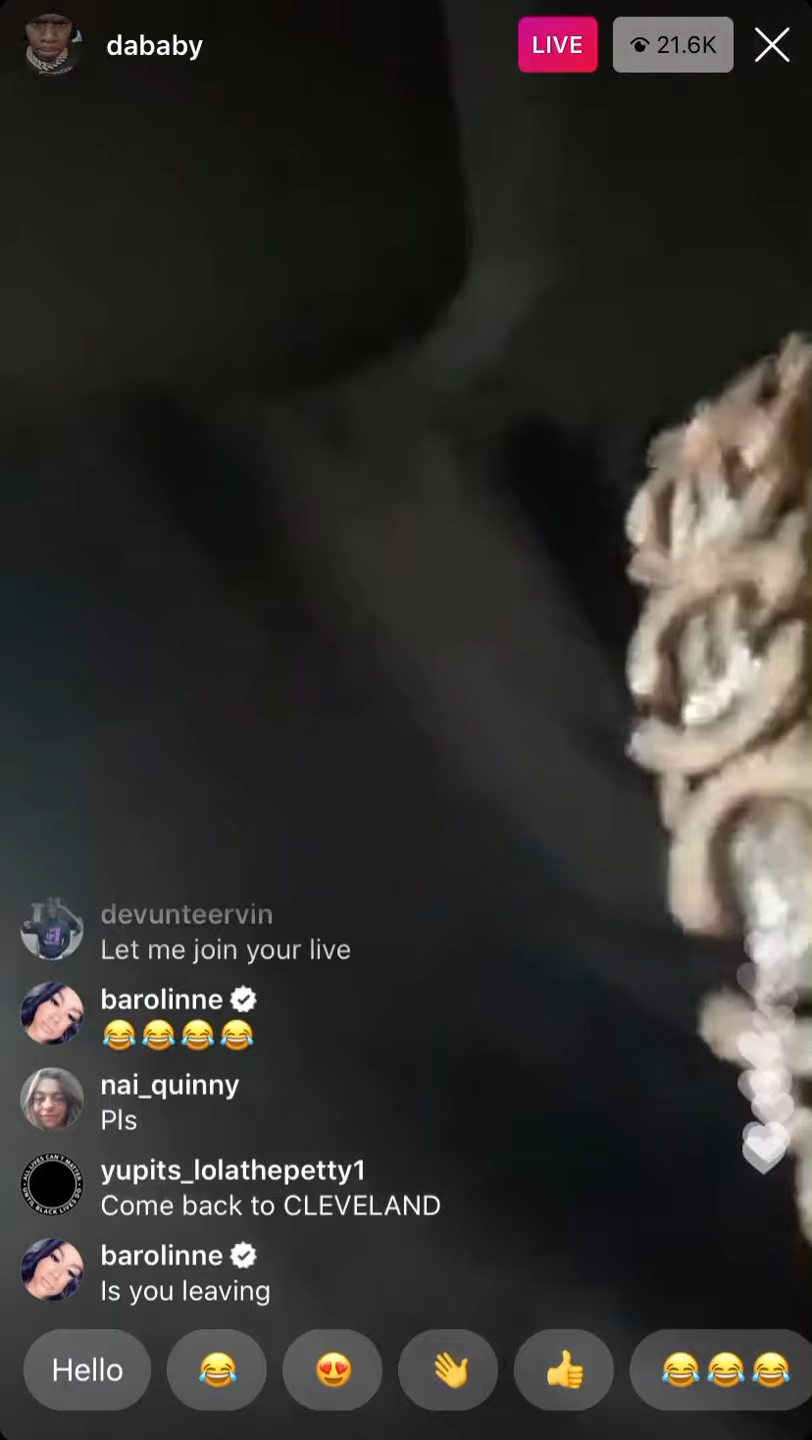 dababy
LIVE
21.6K
devunteervin
Let me join your live
barolinne
😂😂😂😂
nai_quinny
Pls
yupits_lolathepetty1
Come back to CLEVELAND
barolinne
Is you leaving
Hello 😂 😍 👋 👍 😂😂😂